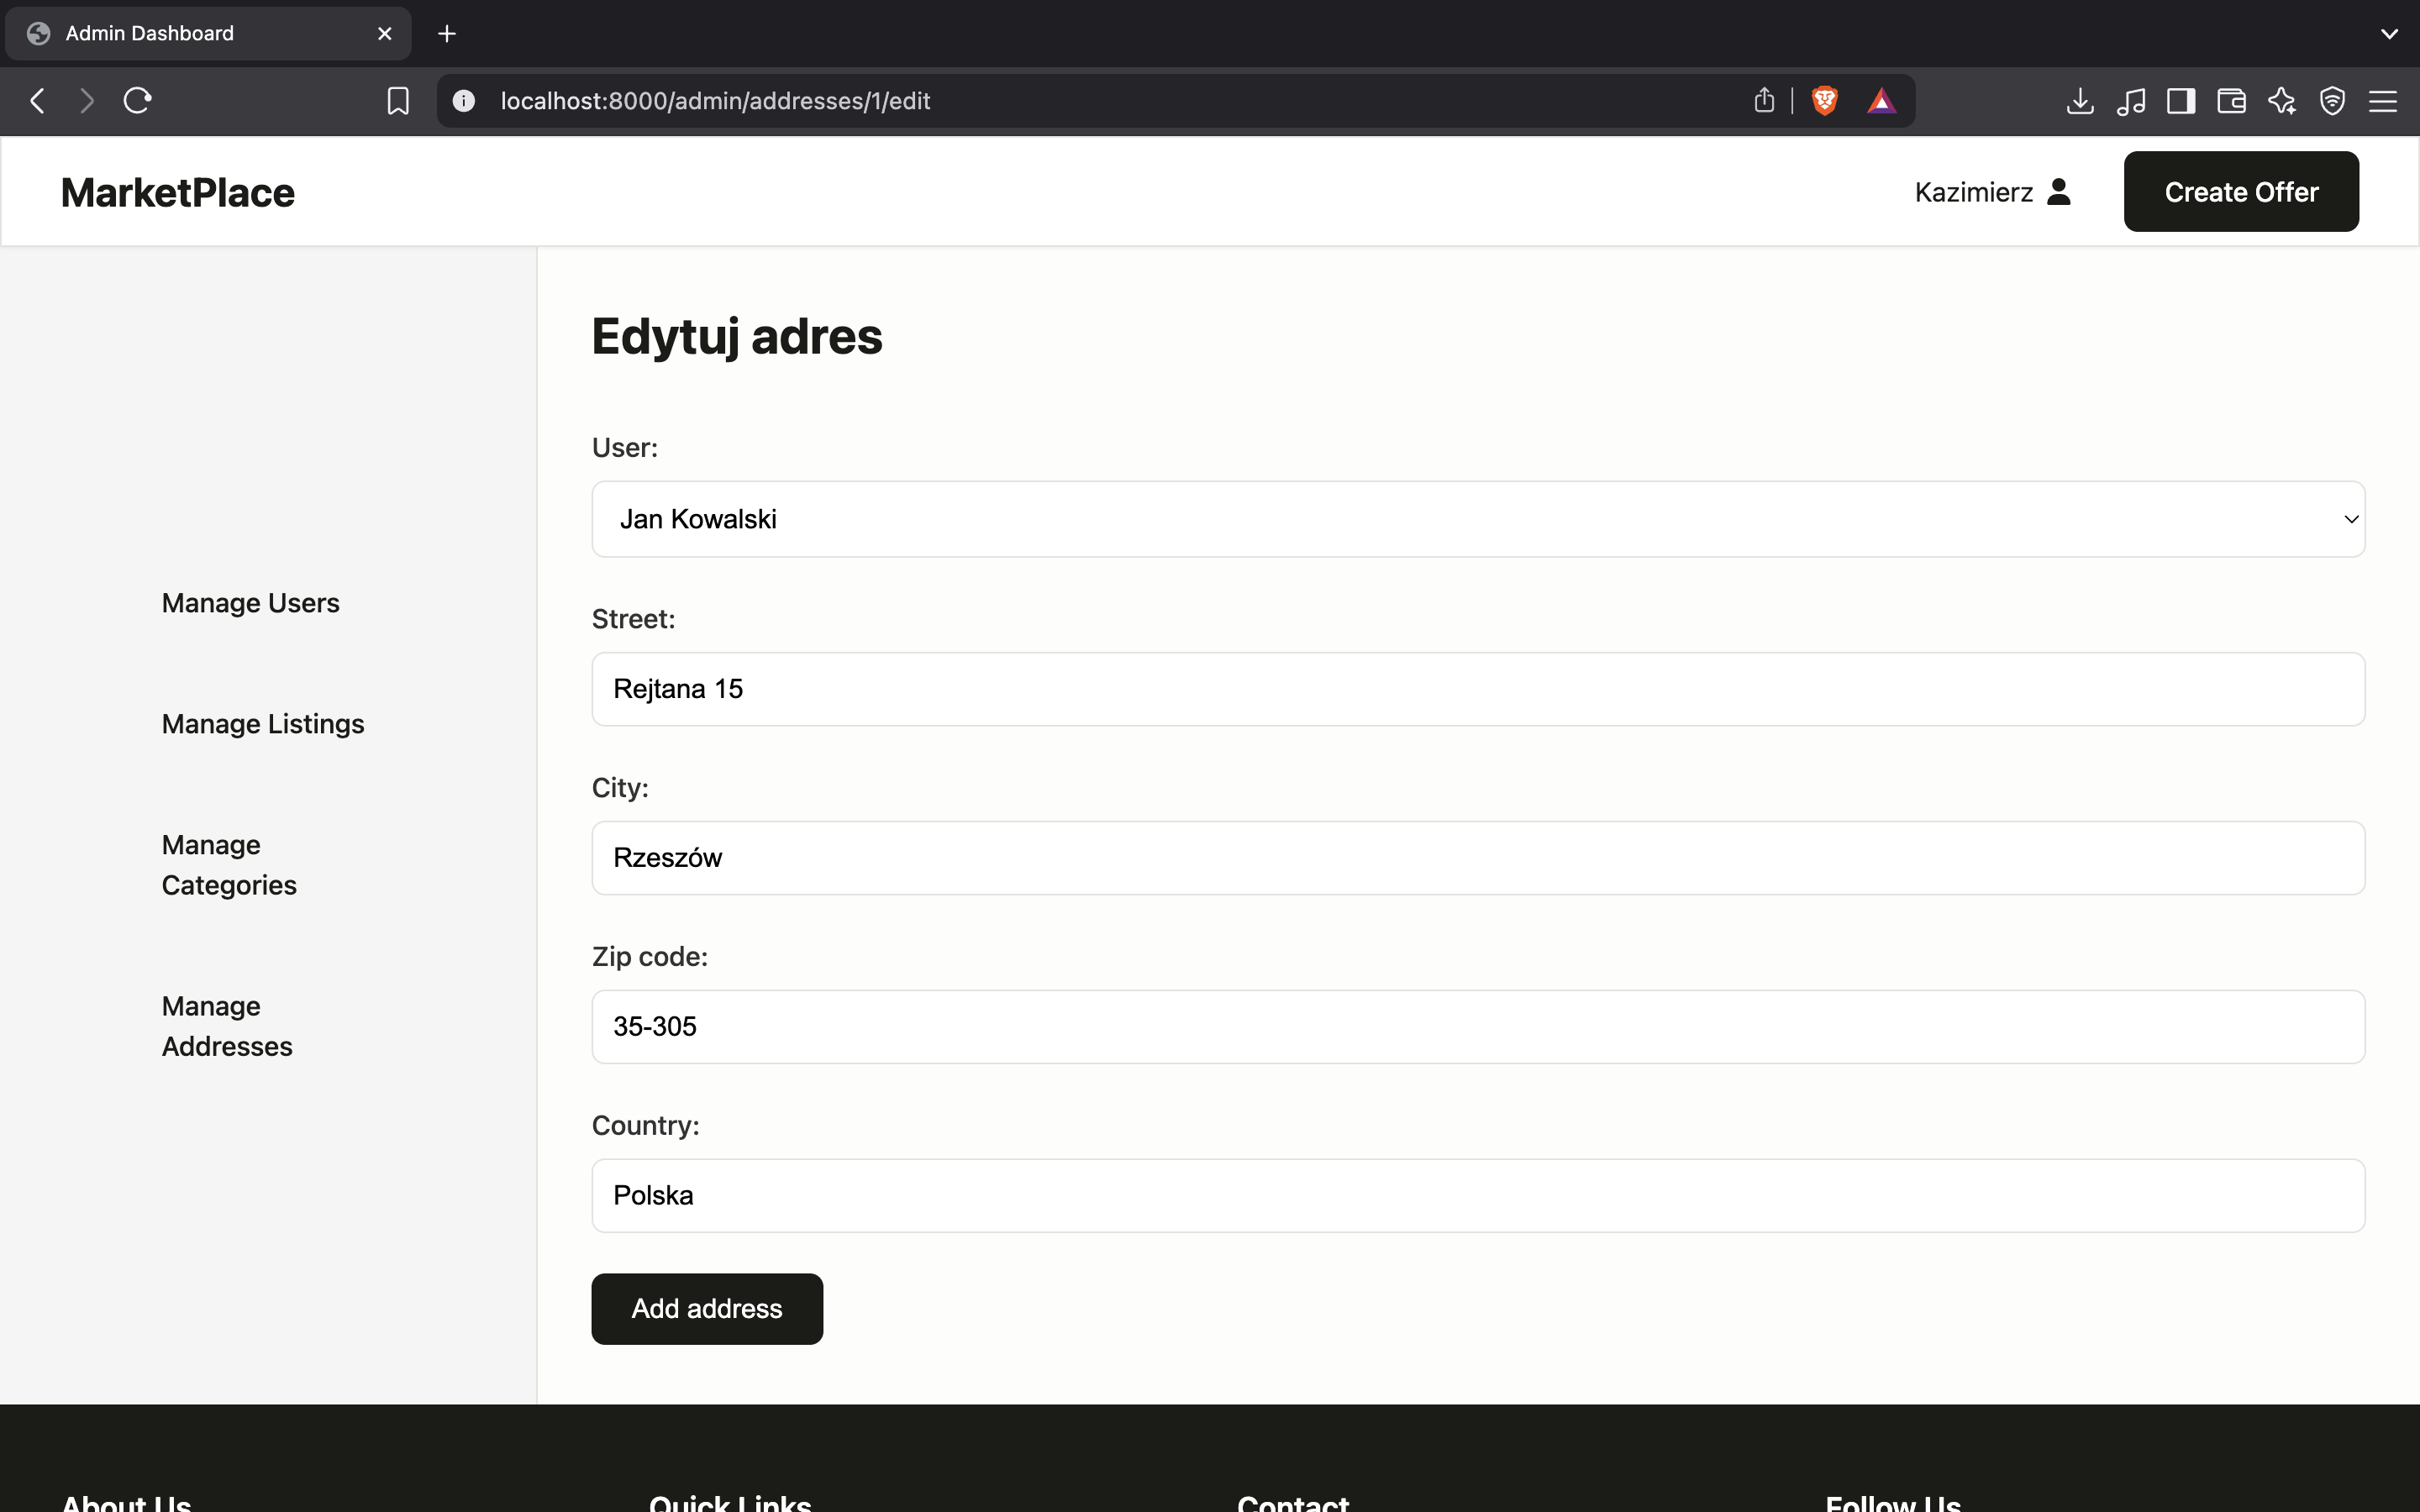 Admin Dashboard
localhost:8000/admin/addresses/1/edit
MarketPlace
Kazimierz
Create Offer
Manage Users
Manage Listings
Manage
Categories
Manage
Addresses
Edytuj adres
User:
Jan Kowalski
Street:
Rejtana 15
City:
Rzeszów
Zip code:
35-305
Country:
Polska
Add address
About Us
Quick Links
Contact
Follow Us